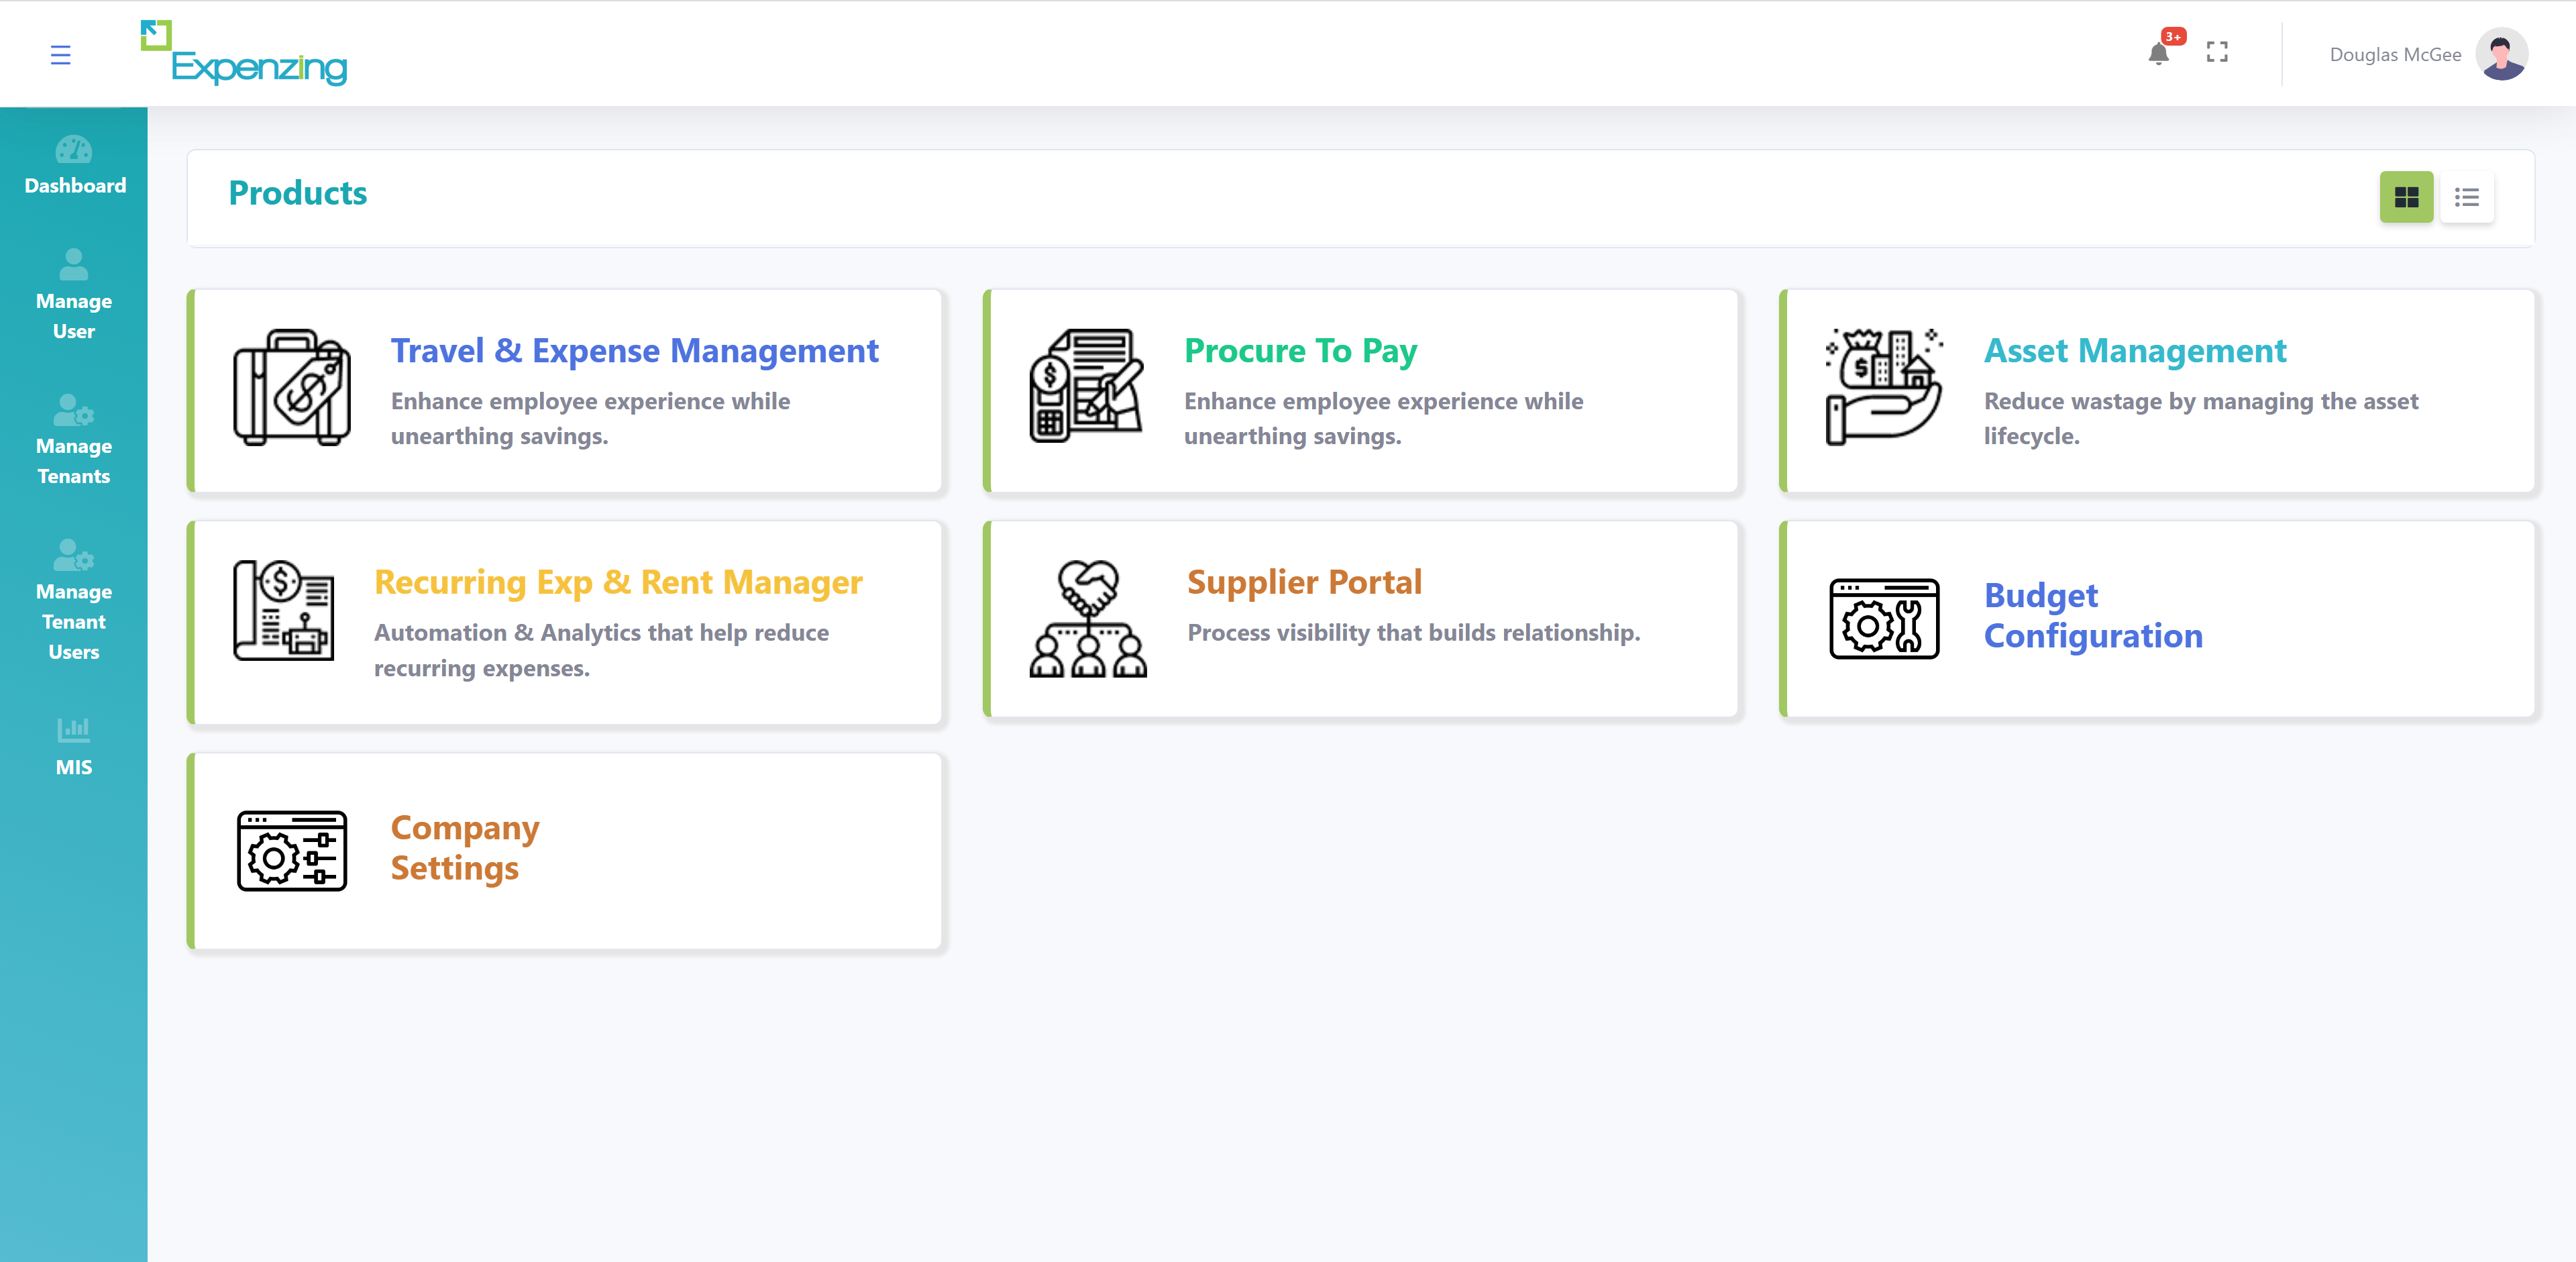 Expenzing
3+
Douglas McGee
Dashboard
Manage
User
Manage
Tenants
Manage
Tenant
Users
MIS
Products
Travel & Expense Management
Enhance employee experience while
unearthing savings.
Procure To Pay
Enhance employee experience while
unearthing savings.
Asset Management
Reduce wastage by managing the asset
lifecycle.
Recurring Exp & Rent Manager
Automation & Analytics that help reduce
recurring expenses.
Supplier Portal
Process visibility that builds relationship.
Budget
Configuration
Company
Settings